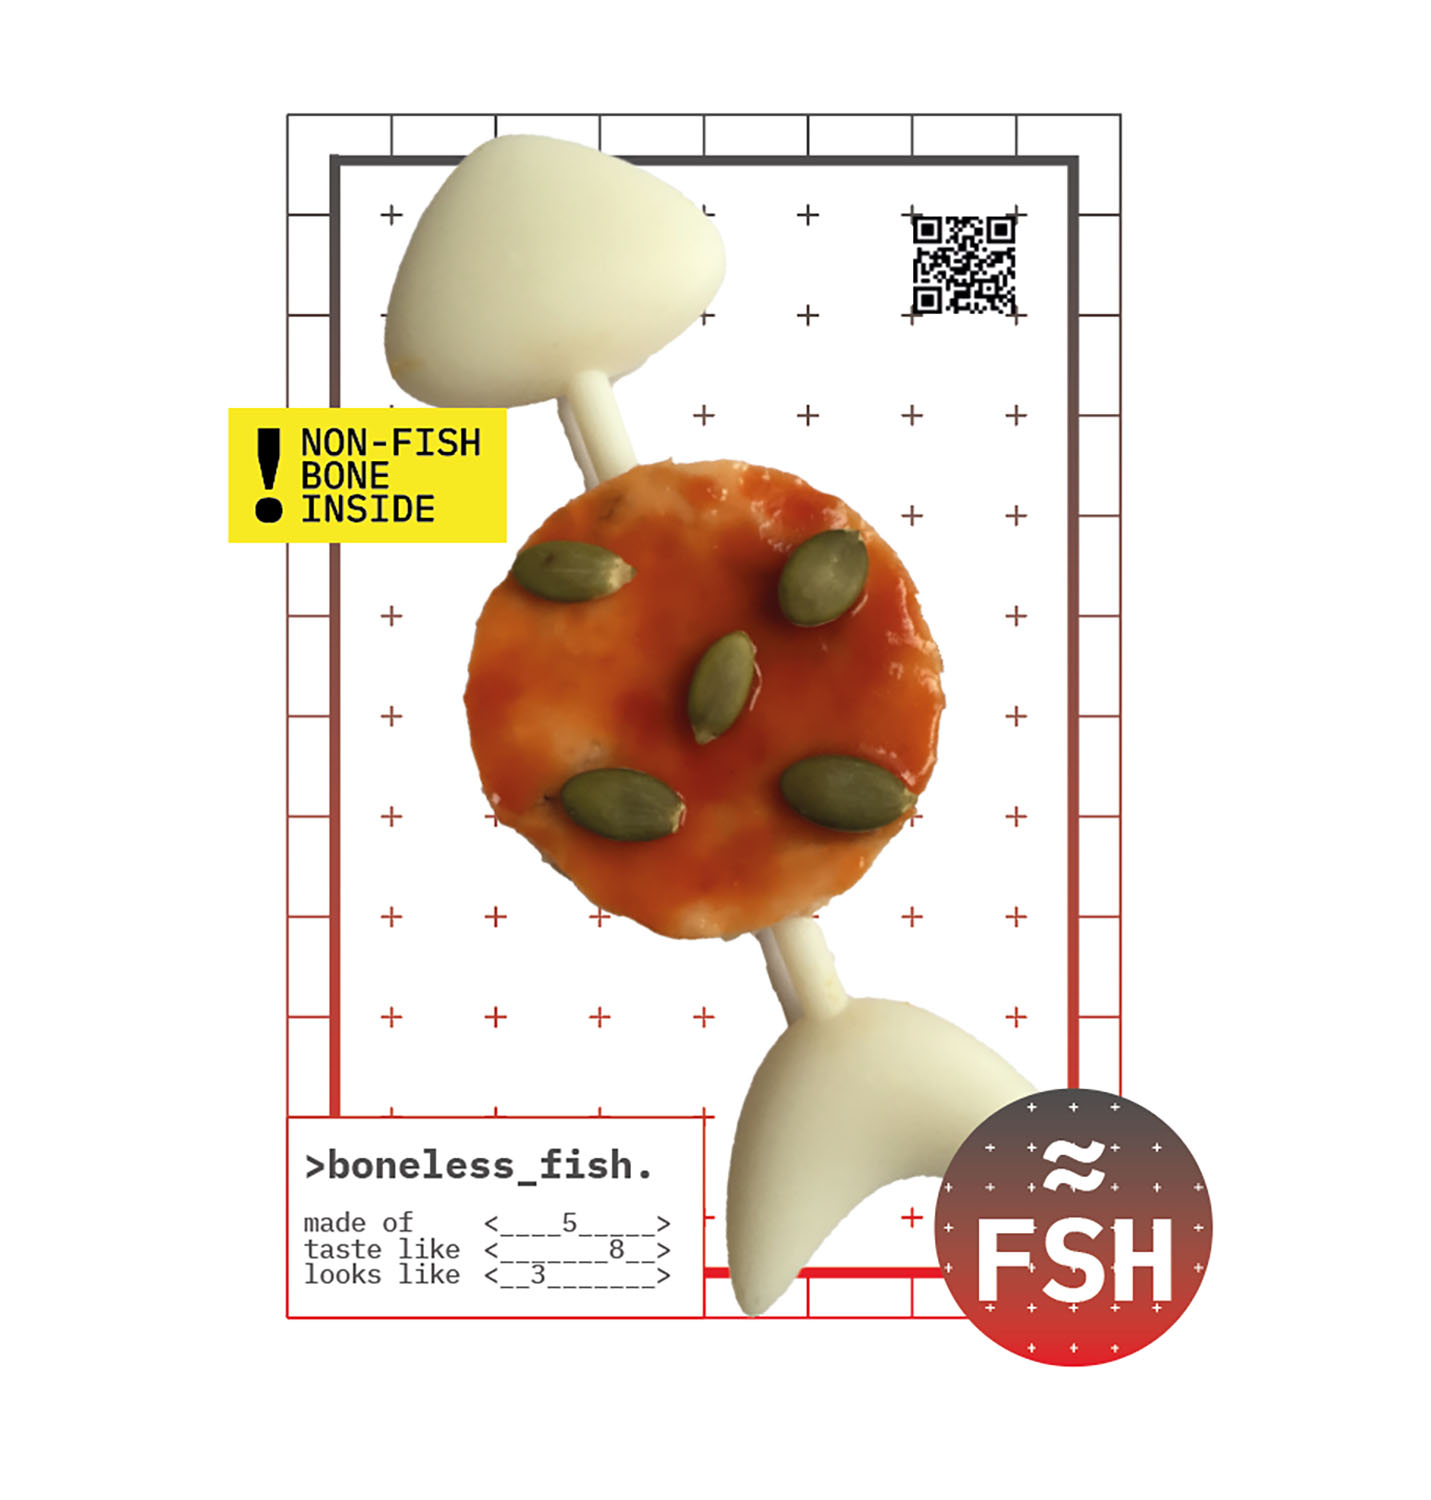 ! NON-FISH
BONE
INSIDE
>boneless_fish.
made of <____5_____>
taste like <_______8__>
looks like <__3_______>
≈
FSH